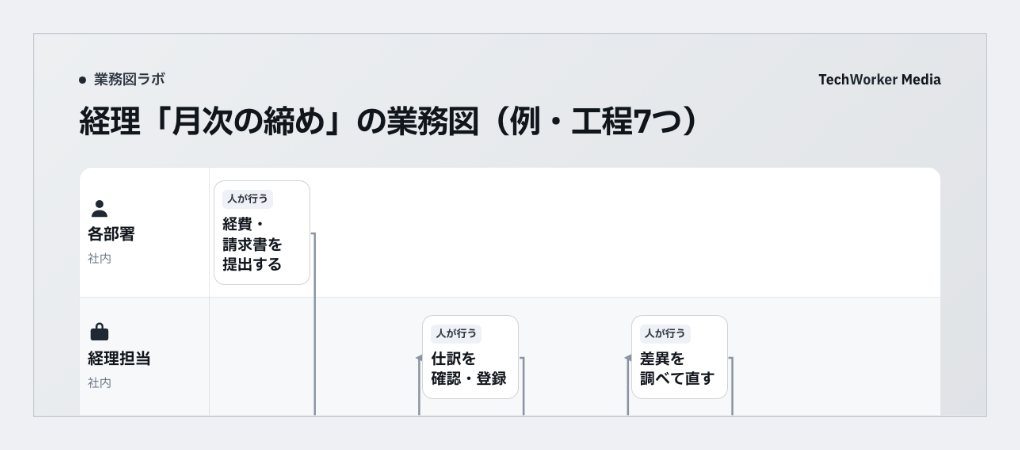 業務図ラボ
TechWorker Media
経理「月次の締め」の業務図（例・工程7つ）
各部署
社内
人が行う
経費・
請求書を
提出する
経理担当
社内
人が行う
仕訳を
確認・登録
人が行う
差異を
調べて直す